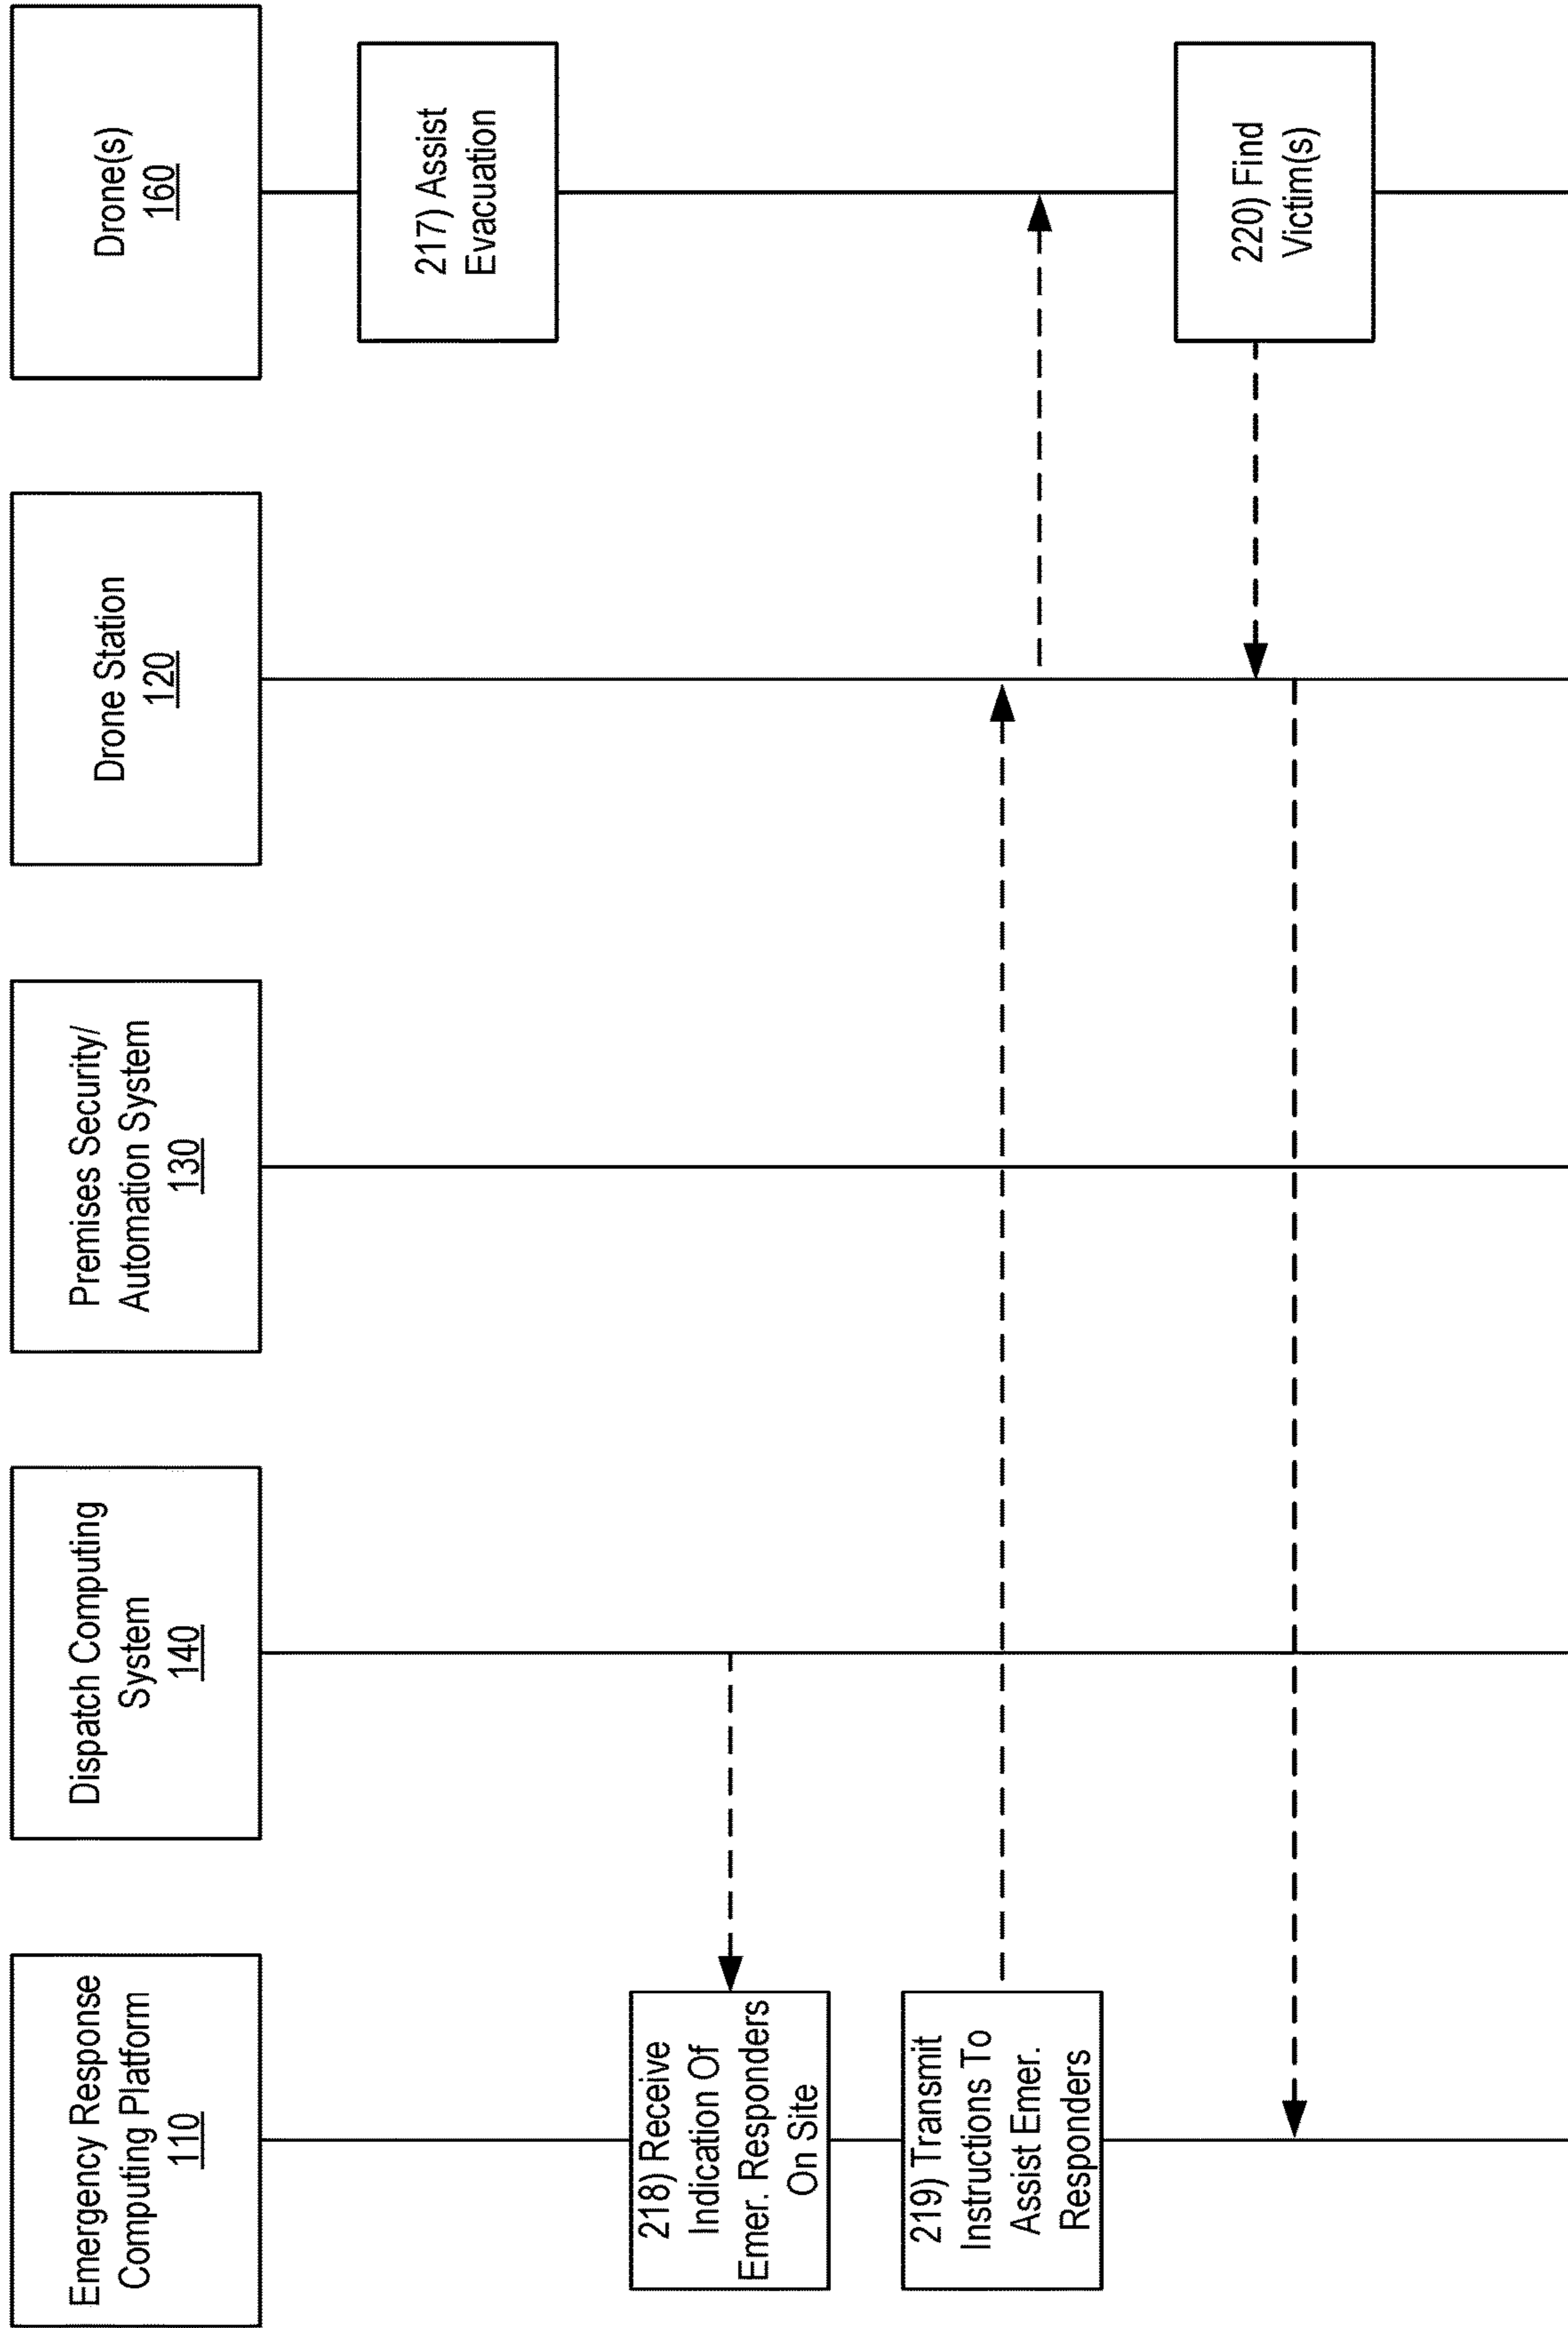 Emergency Response
Computing Platform
110
Dispatch Computing
System
140
Premises Security/
Automation System
130
Drone Station
120
Drone(s)
160
217) Assist
Evacuation
218) Receive
Indication Of
Emer. Responders
On Site
219) Transmit
Instructions To
Assist Emer.
Responders
220) Find
Victim(s)